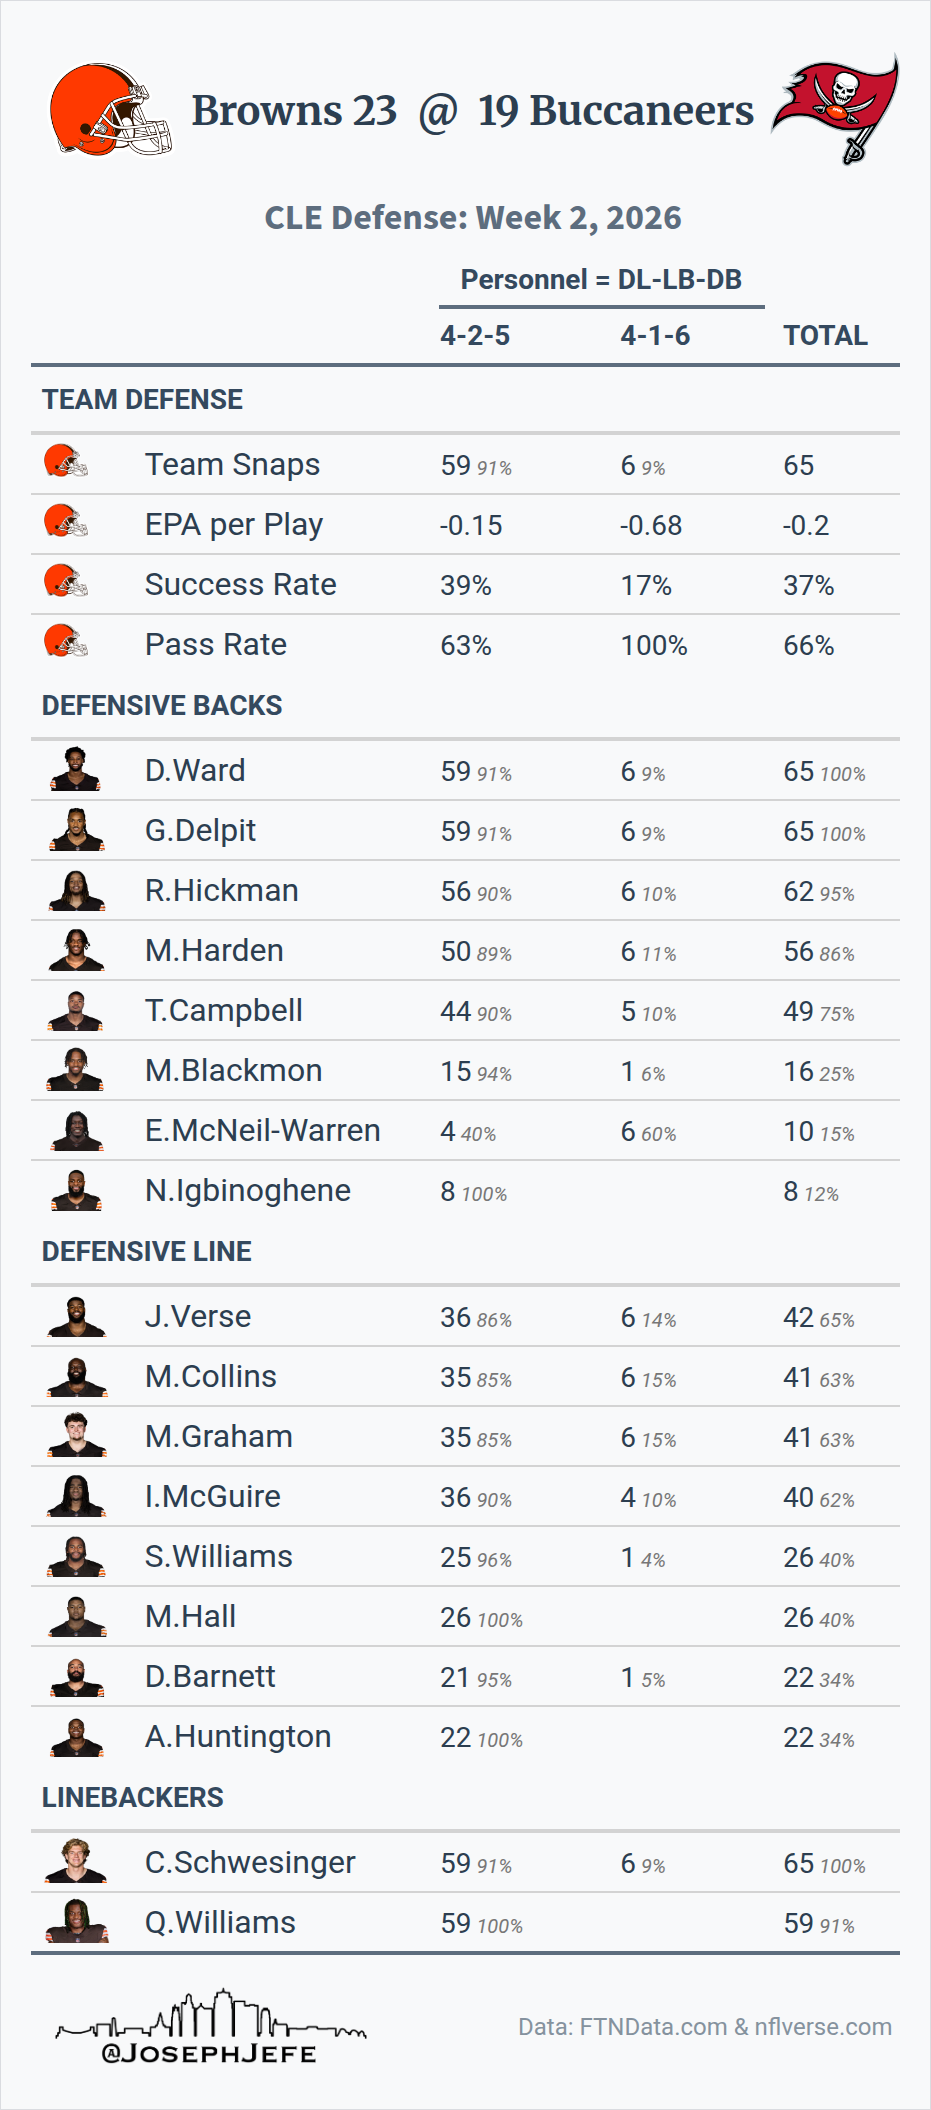 Browns 23 @ 19 Buccaneers
CLE Defense: Week 2, 2026
Personnel = DL-LB-DB
4-2-5 4-1-6 TOTAL
TEAM DEFENSE
Team Snaps 59 91% 6 9% 65
EPA per Play -0.15 -0.68 -0.2
Success Rate 39% 17% 37%
Pass Rate 63% 100% 66%
DEFENSIVE BACKS
D.Ward 59 91% 6 9% 65 100%
G.Delpit 59 91% 6 9% 65 100%
R.Hickman 56 90% 6 10% 62 95%
M.Harden 50 89% 6 11% 56 86%
T.Campbell 44 90% 5 10% 49 75%
M.Blackmon 15 94% 1 6% 16 25%
E.McNeil-Warren 4 40% 6 60% 10 15%
N.Igbinoghene 8 100% 8 12%
DEFENSIVE LINE
J.Verse 36 86% 6 14% 42 65%
M.Collins 35 85% 6 15% 41 63%
M.Graham 35 85% 6 15% 41 63%
I.McGuire 36 90% 4 10% 40 62%
S.Williams 25 96% 1 4% 26 40%
M.Hall 26 100% 26 40%
D.Barnett 21 95% 1 5% 22 34%
A.Huntington 22 100% 22 34%
LINEBACKERS
C.Schwesinger 59 91% 6 9% 65 100%
Q.Williams 59 100% 59 91%
@JosephJefe
Data: FTNData.com & nflverse.com